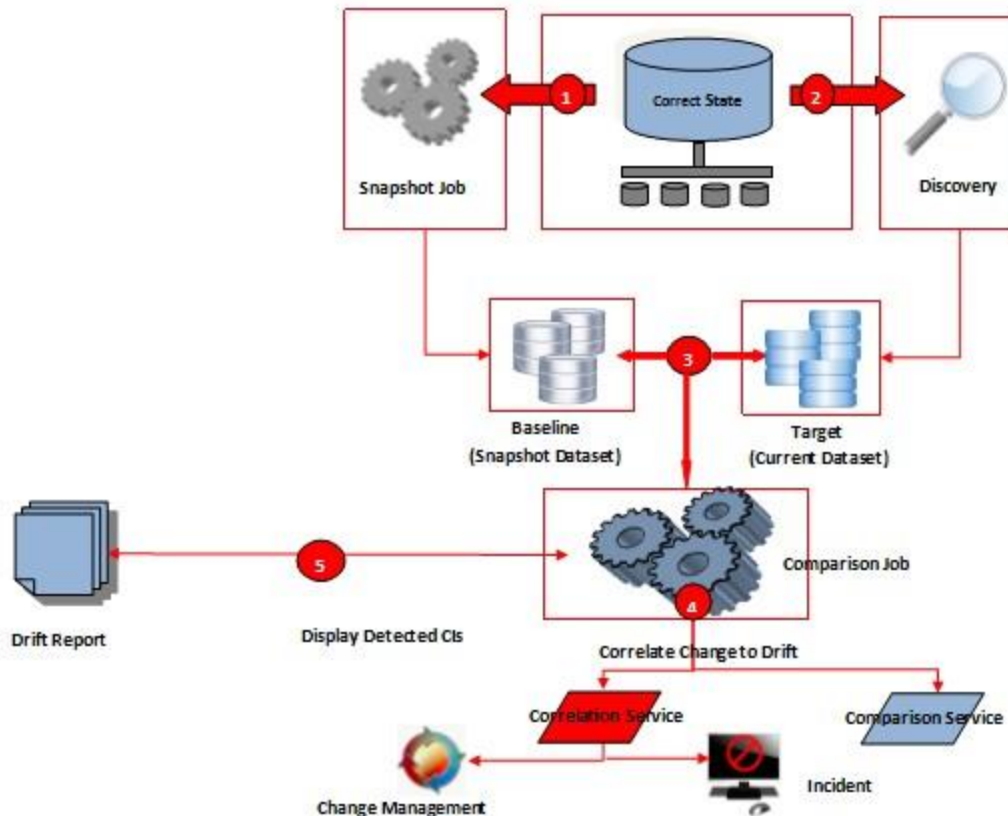 1
Correct State
2
Snapshot Job
Discovery
3
Baseline
(Snapshot Dataset)
Target
(Current Dataset)
5
Comparison Job
4
Drift Report
Display Detected CIs
Correlate Change to Drift
Correlation Service
Comparison Service
Incident
Change Management